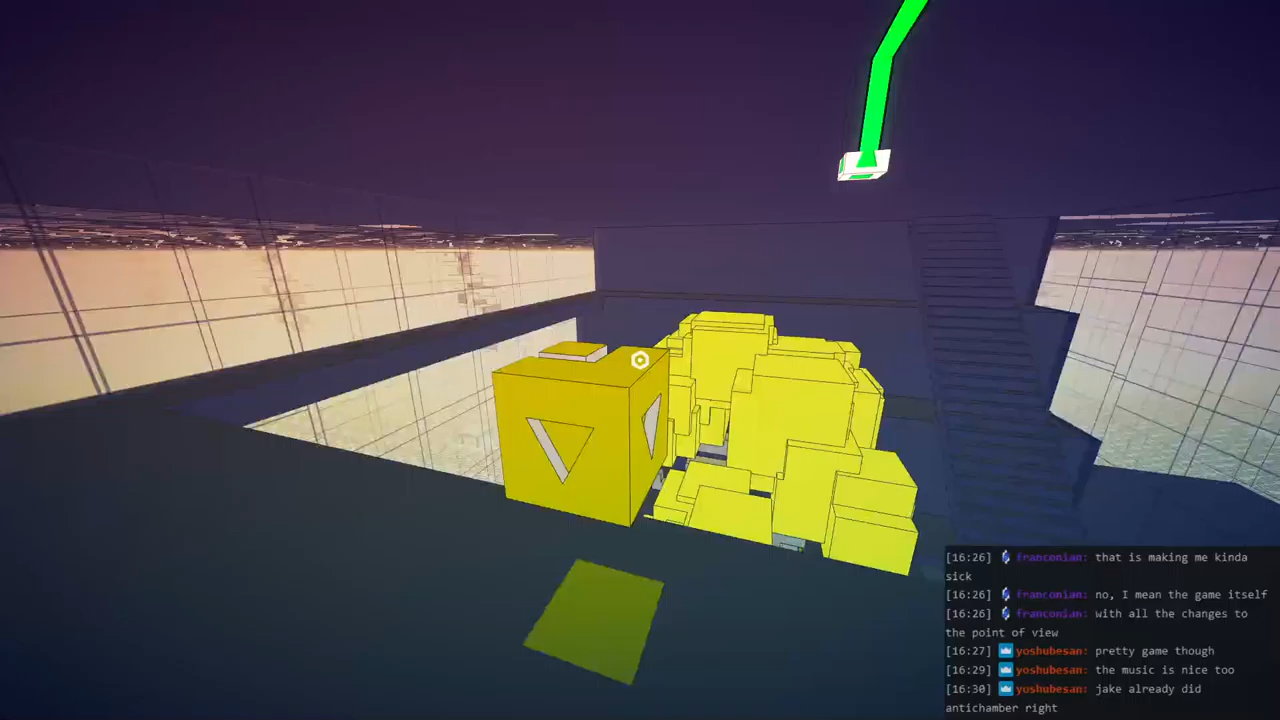 [16:26] franconian: that is making me kinda
sick
[16:26] franconian: no, I mean the game itself
[16:26] franconian: with all the changes to
the point of view
[16:27] yoshubesan: pretty game though
[16:29] yoshubesan: the music is nice too
[16:30] yoshubesan: jake already did
antichamber right